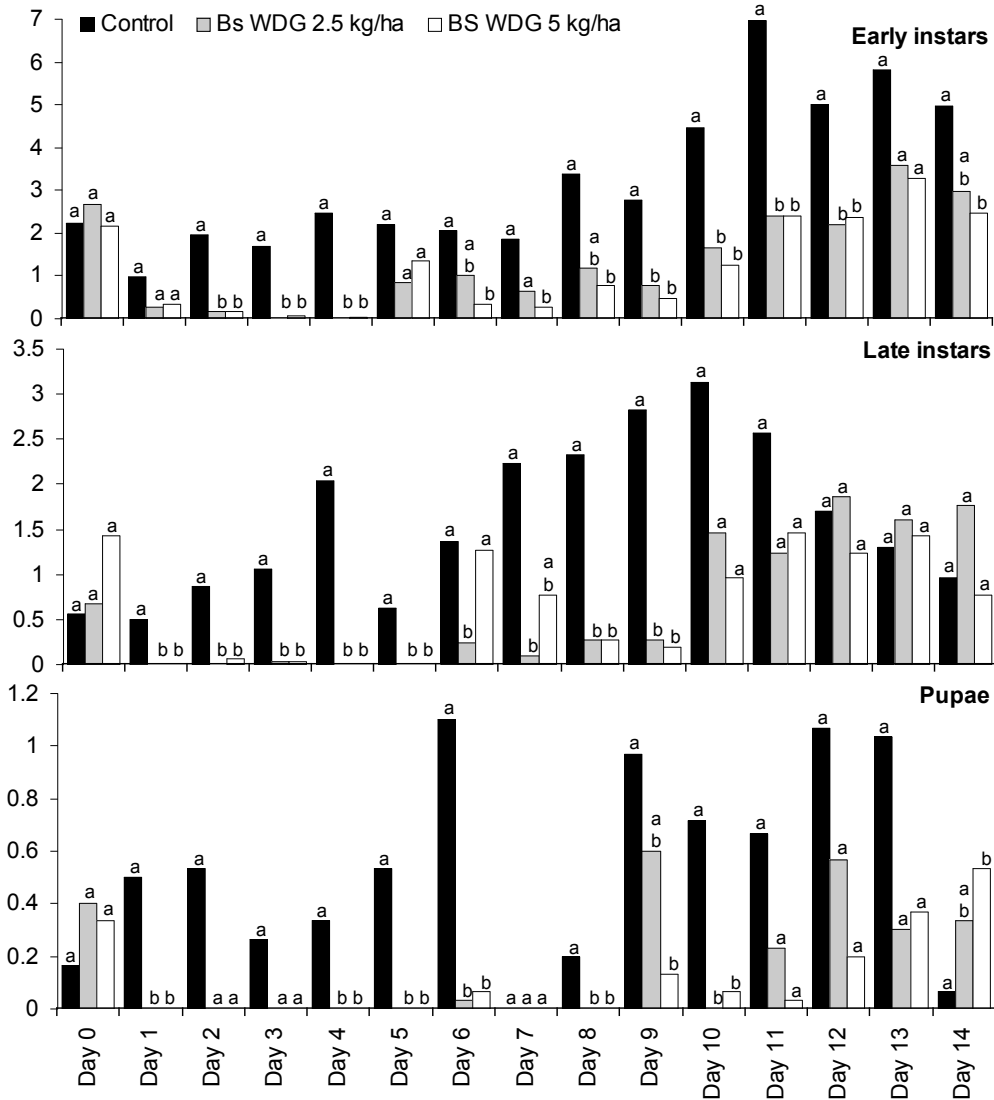 Control Bs WDG 2.5 kg/ha BS WDG 5 kg/ha
Early instars
7
6
5
4
3
2
1
0
a a a
a a a
a b b
a b b
a b b
a a a
a a b b
a a b
a a b b
a b b
a b b
a b b
a b b
a a a
a a b b
Late instars
3.5
3
2.5
2
1.5
1
0.5
0
a a a
a b b
a b b
a b b
a b b
a b b
a b a
a b a b
a b b
a b b
a a a
a a a
a a a
a a a
a a a
Pupae
1.2
1
0.8
0.6
0.4
0.2
0
a a a
a b b
a a a
a a a
a b b
a b b
a b b
a a a
a b b
a a b b
a b b
a a a
a a a
a a a
a a b b
Day 0
Day 1
Day 2
Day 3
Day 4
Day 5
Day 6
Day 7
Day 8
Day 9
Day 10
Day 11
Day 12
Day 13
Day 14